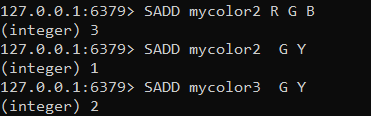 127.0.0.1:6379> SADD mycolor2 R G B
(integer) 3
127.0.0.1:6379> SADD mycolor2  G Y
(integer) 1
127.0.0.1:6379> SADD mycolor3  G Y
(integer) 2